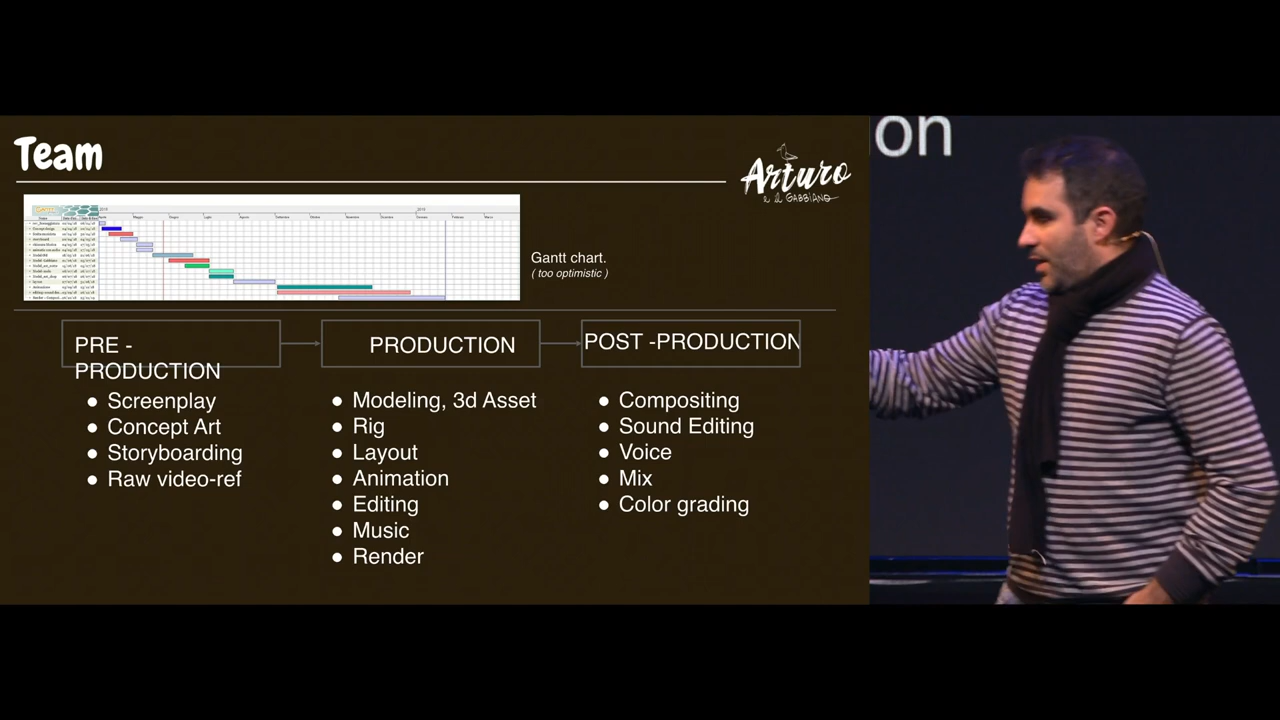 Team
Arturo
e il GABBIANO
on
Gantt chart.
( too optimistic )
PRE -
PRODUCTION
PRODUCTION
POST -PRODUCTION
● Screenplay
● Concept Art
● Storyboarding
● Raw video-ref
● Modeling, 3d Asset
● Rig
● Layout
● Animation
● Editing
● Music
● Render
● Compositing
● Sound Editing
● Voice
● Mix
● Color grading